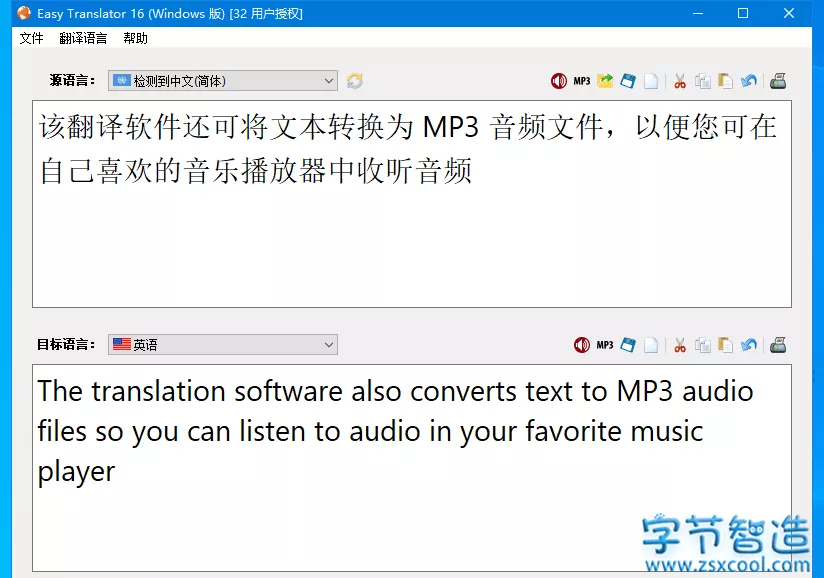 Easy Translator 16 (Windows 版) [32 用户授权]
文件 翻译语言 帮助
源语言： 检测到中文(简体) MP3
该翻译软件还可将文本转换为 MP3 音频文件，以便您可在
自己喜欢的音乐播放器中收听音频
目标语言： 英语 MP3
The translation software also converts text to MP3 audio
files so you can listen to audio in your favorite music
player
字节智造
www.zsxcool.com